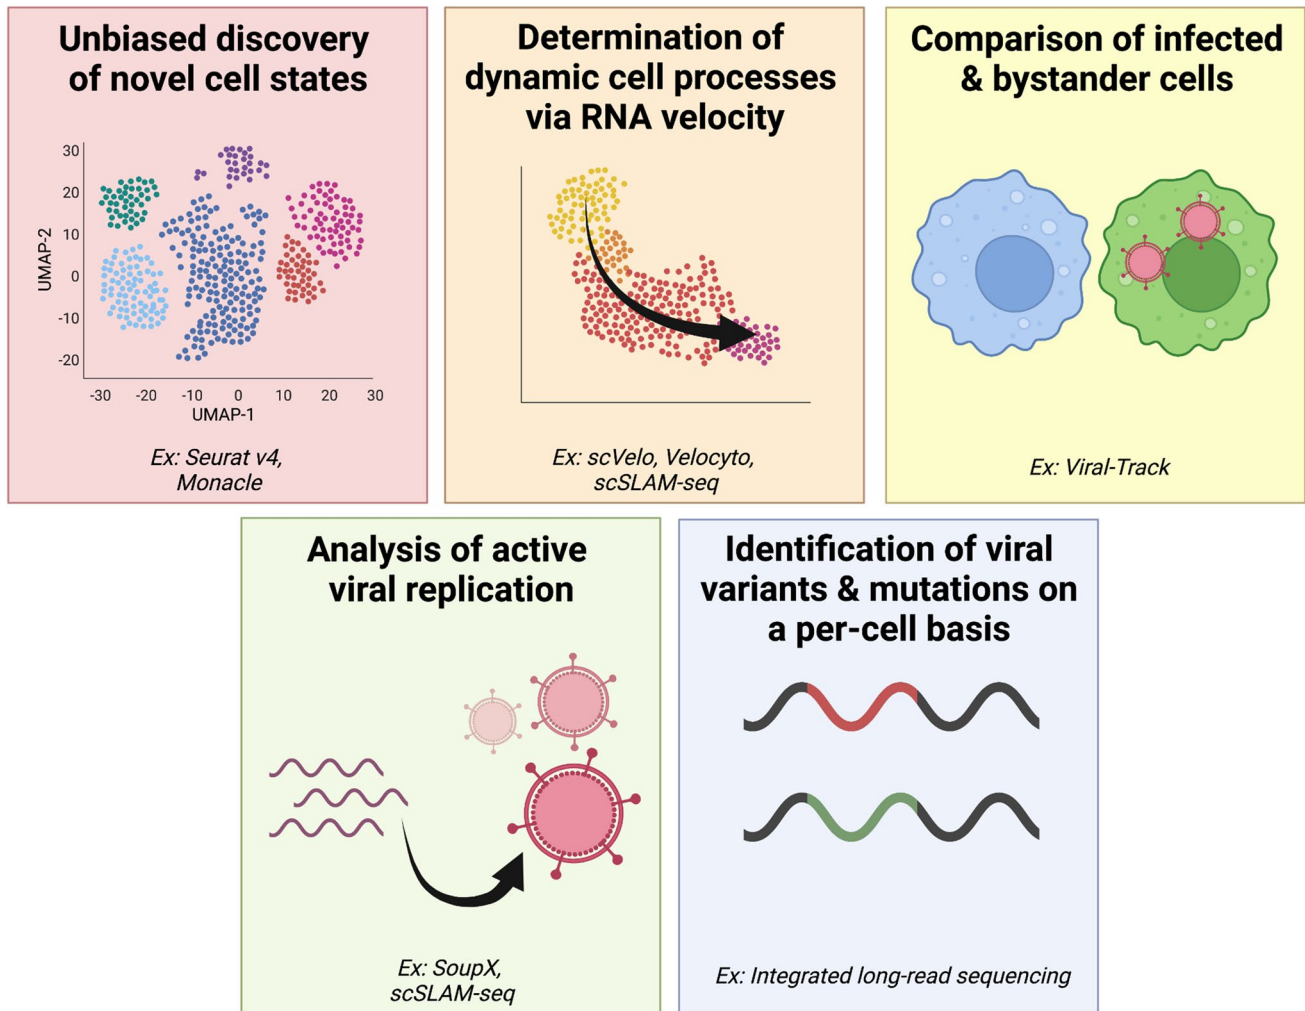 Unbiased discovery
of novel cell states
30
20
10
0
-10
-20
UMAP-2
-30 -20 -10 0 10 20 30
UMAP-1
Ex: Seurat v4,
Monacle
Determination of
dynamic cell processes
via RNA velocity
Ex: scVelo, Velocyto,
scSLAM-seq
Comparison of infected
& bystander cells
Ex: Viral-Track
Analysis of active
viral replication
Ex: SoupX,
scSLAM-seq
Identification of viral
variants & mutations on
a per-cell basis
Ex: Integrated long-read sequencing